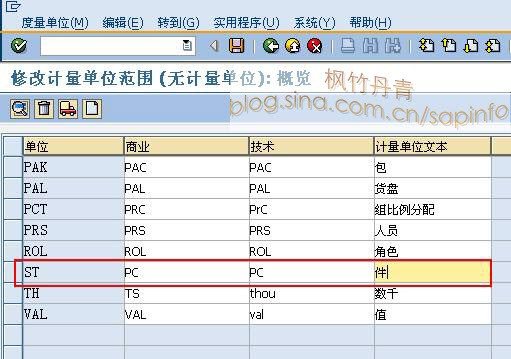 度量单位(M) 编辑(E) 转到(G) 实用程序(U) 系统(Y) 帮助(H)
修改计量单位范围 (无计量单位): 概览
枫竹丹青
blog.sina.com.cn/sapinfo
单位 商业 技术 计量单位文本
PAK PAC PAC 包
PAL PAL PAL 货盘
PCT PRC PrC 组比例分配
PRS PRS PRS 人员
ROL ROL ROL 角色
ST PC PC 件
TH TS thou 数千
VAL VAL val 值